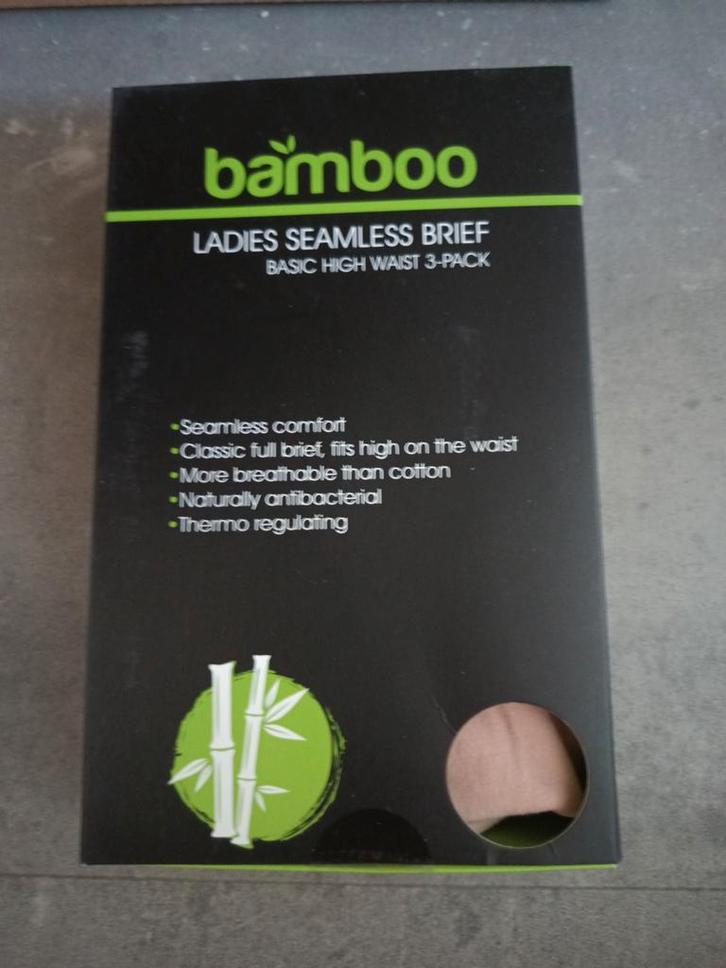 bamboo
LADIES SEAMLESS BRIEF
BASIC HIGH WAIST 3-PACK
•Seamless comfort
•Classic full brief, fits high on the waist
•More breathable than cotton
•Naturally antibacterial
•Thermo regulating